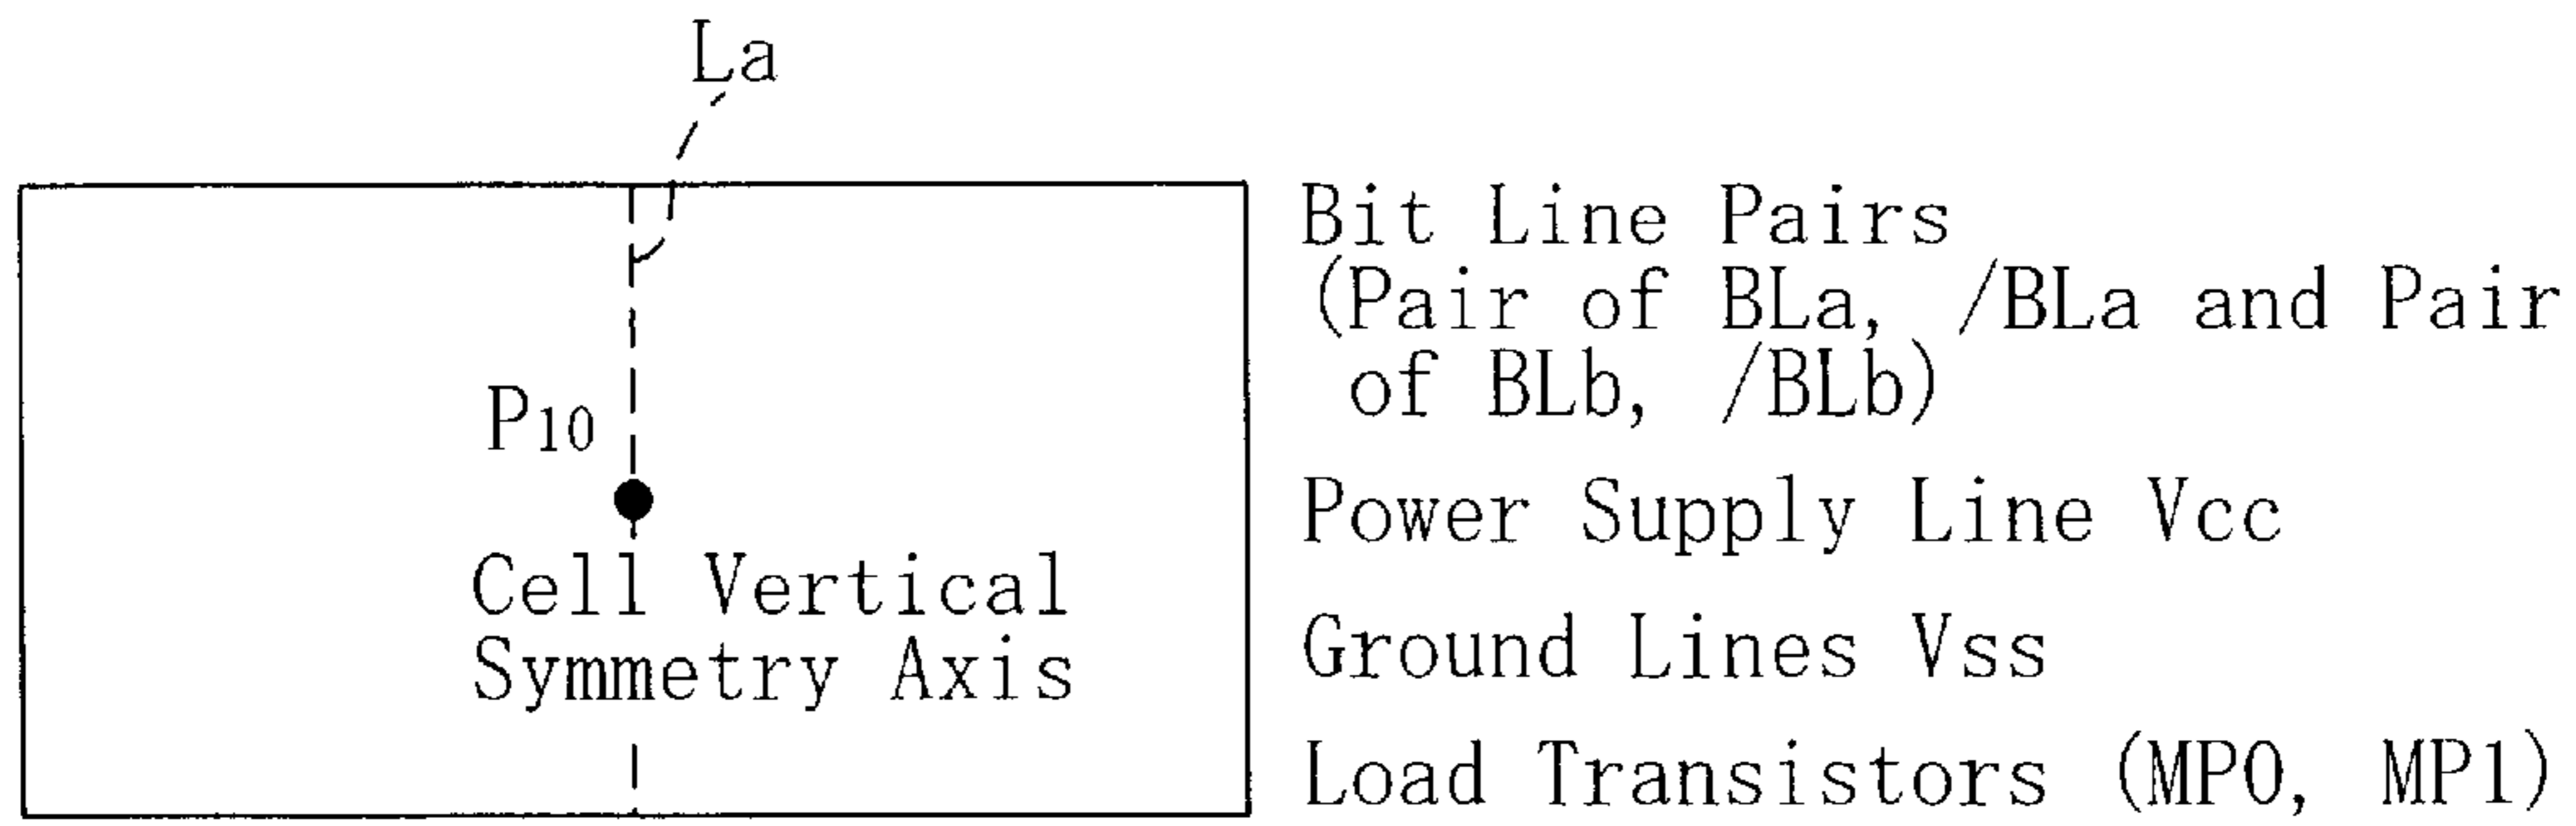 La
P10
Cell Vertical
Symmetry Axis
Bit Line Pairs
(Pair of BLa, /BLa and Pair
of BLb, /BLb)
Power Supply Line Vcc
Ground Lines Vss
Load Transistors (MP0, MP1)